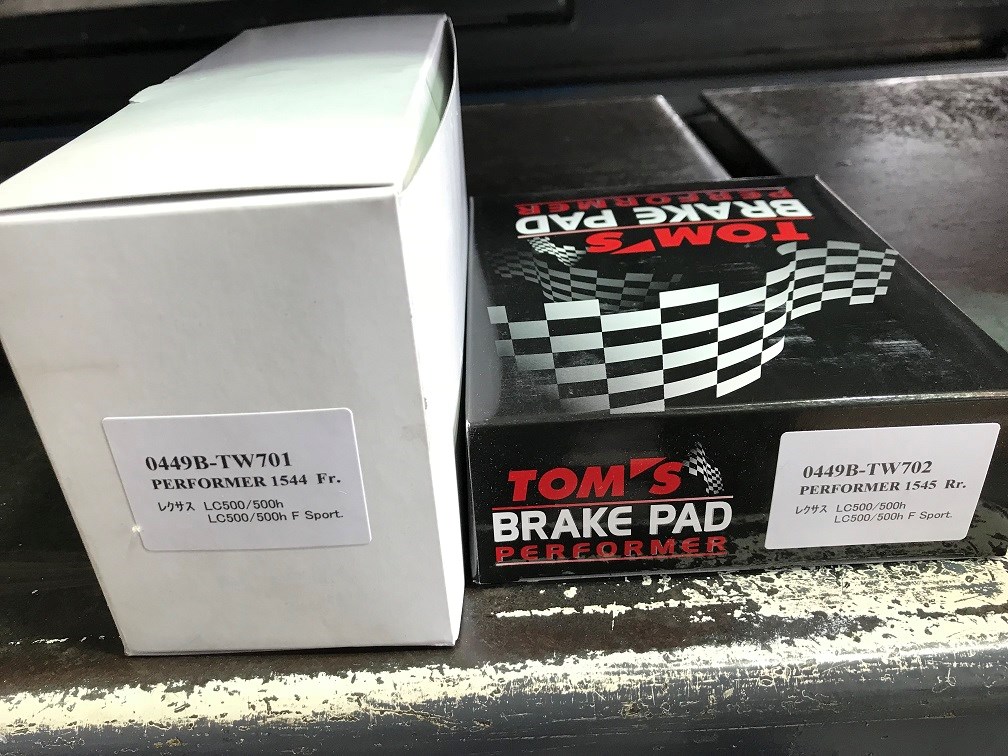 0449B-TW701
PERFORMER 1544 Fr.
レクサス LC500/500h
LC500/500h F Sport.
TOM'S
BRAKE PAD
PERFORMER
TOM'S
BRAKE PAD
PERFORMER
0449B-TW702
PERFORMER 1545 Rr.
レクサス LC500/500h
LC500/500h F Sport.